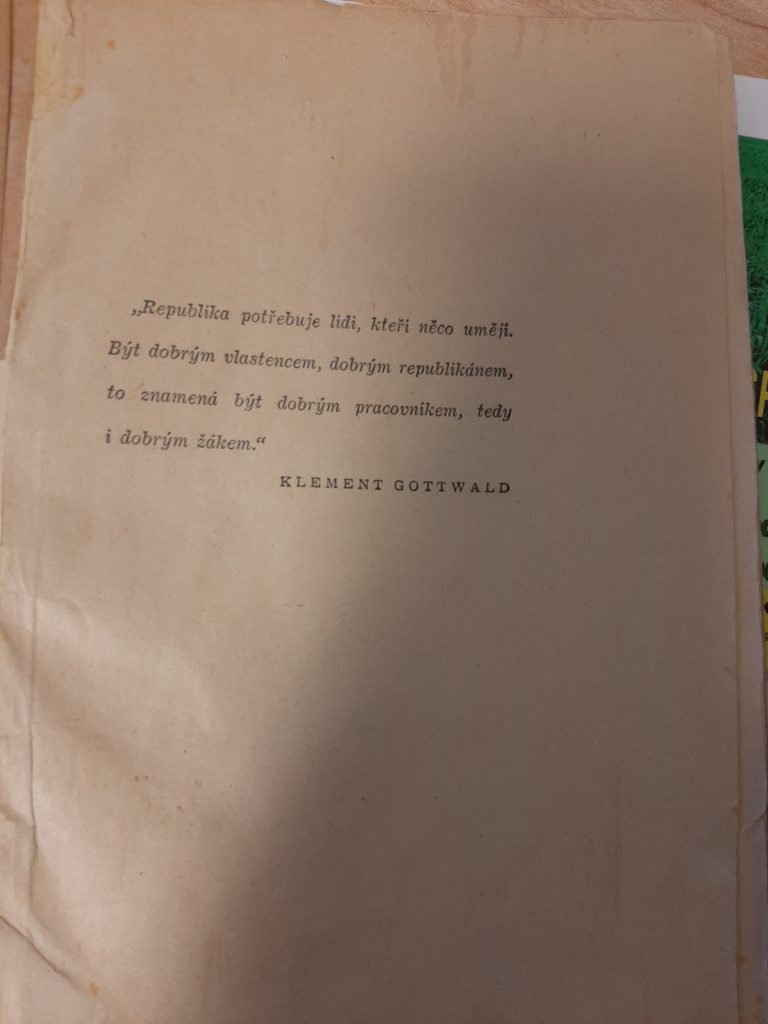 „Republika potřebuje lidi, kteří něco umějí.
Být dobrým vlastencem, dobrým republikánem,
to znamená být dobrým pracovníkem, tedy
i dobrým žákem.“
KLEMENT GOTTWALD